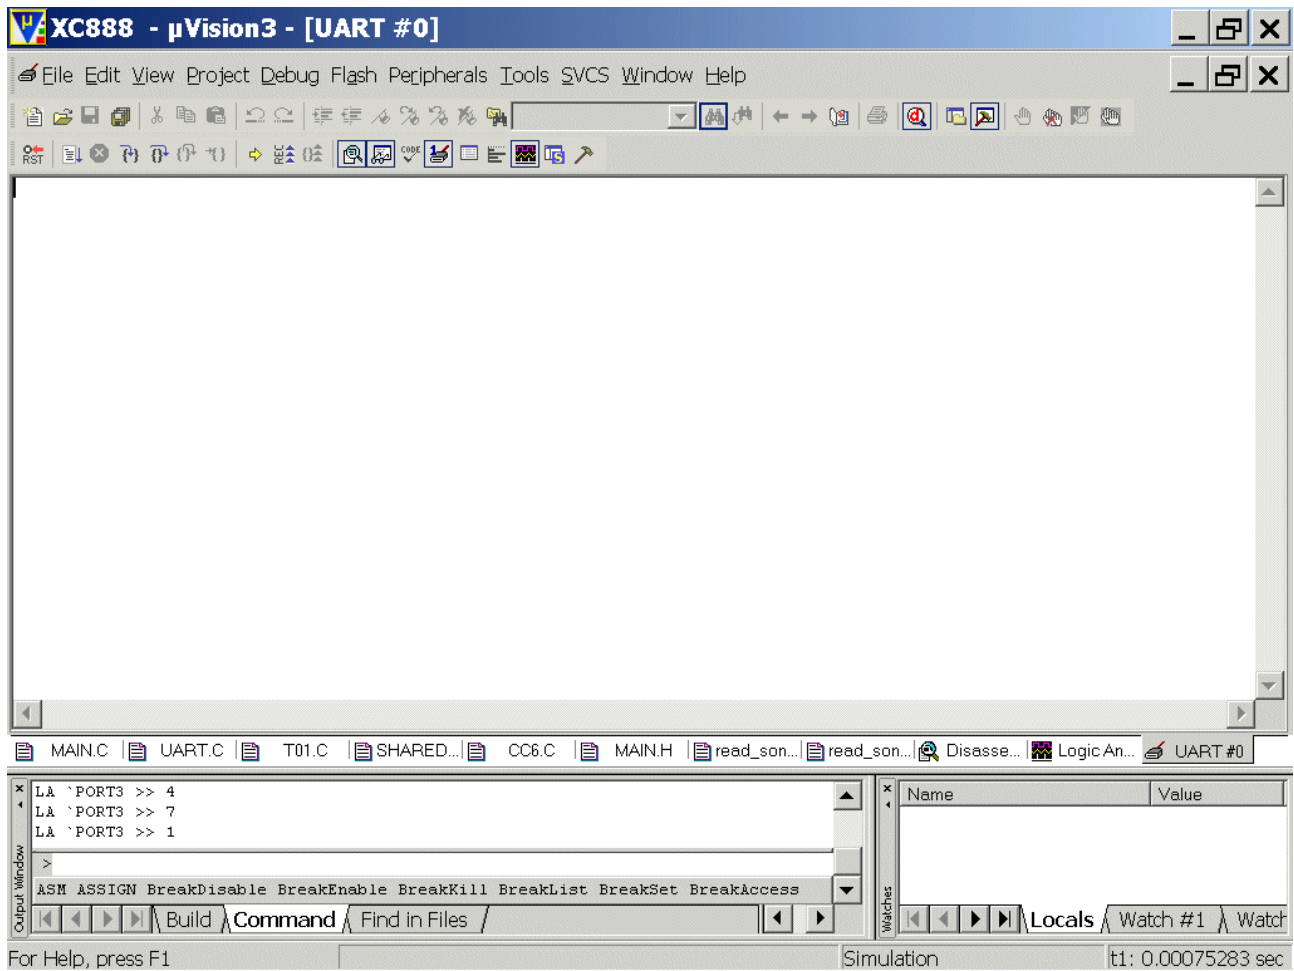 XC888 - µVision3 - [UART #0]
File Edit View Project Debug Flash Peripherals Tools SVCS Window Help
RST CODE
MAIN.C UART.C T01.C SHARED... CC6.C MAIN.H read_son... read_son... Disasse... Logic An... UART #0
LA `PORT3 >> 4
LA `PORT3 >> 7
LA `PORT3 >> 1
>
ASM ASSIGN BreakDisable BreakEnable BreakKill BreakList BreakSet BreakAccess
Build Command Find in Files
Output Window
Name Value
Locals Watch #1 Watch
Watches
For Help, press F1 Simulation t1: 0.00075283 sec